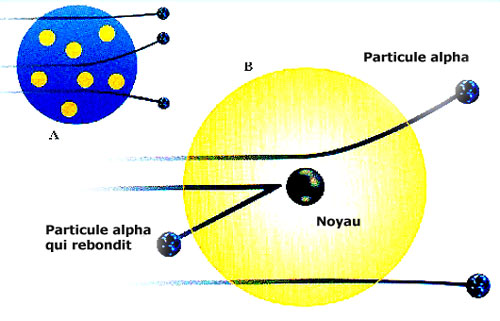 A
B
Particule alpha
Noyau
Particule alpha
qui rebondit